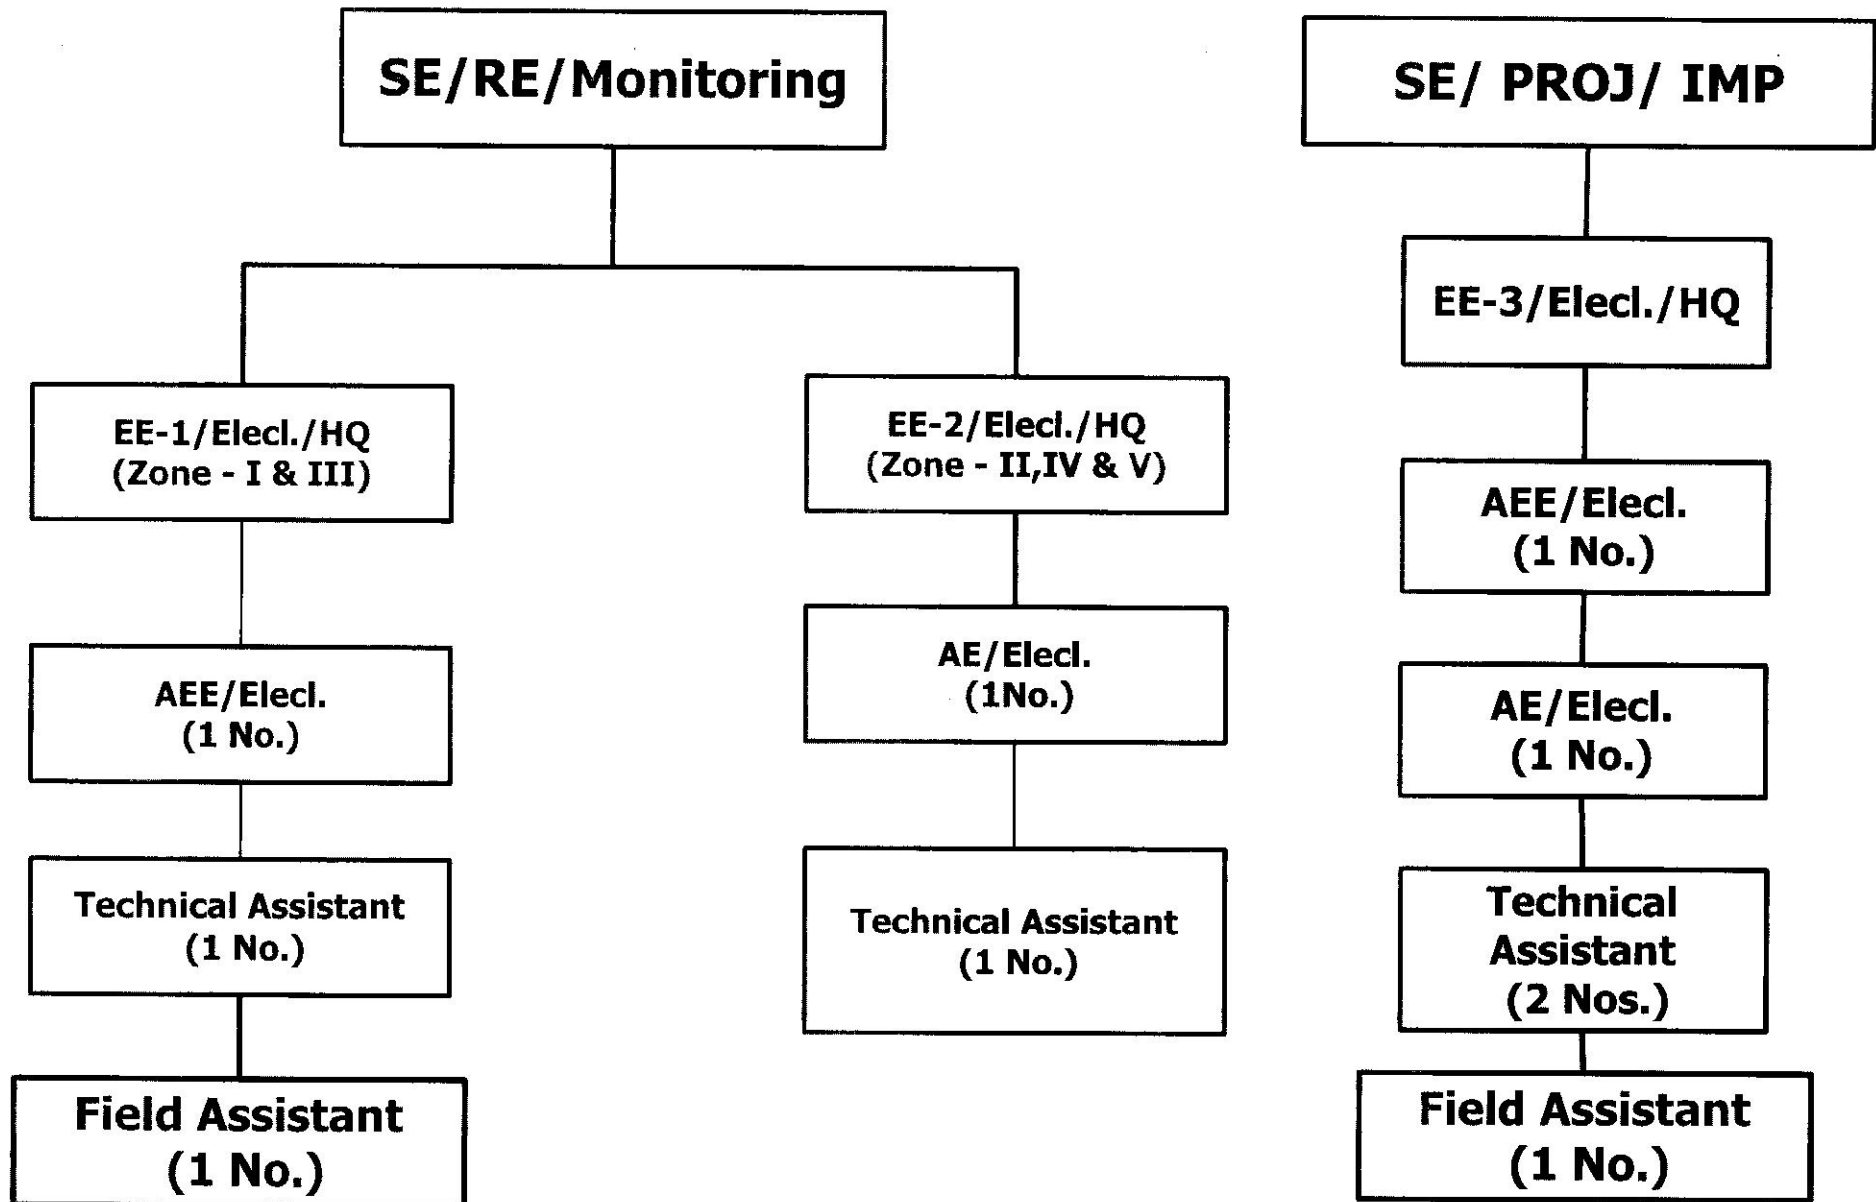 SE/RE/Monitoring
EE-1/Elecl./HQ
(Zone - I & III)
AEE/Elecl.
(1 No.)
Technical Assistant
(1 No.)
Field Assistant
(1 No.)
EE-2/Elecl./HQ
(Zone - II,IV & V)
AE/Elecl.
(1No.)
Technical Assistant
(1 No.)
SE/ PROJ/ IMP
EE-3/Elecl./HQ
AEE/Elecl.
(1 No.)
AE/Elecl.
(1 No.)
Technical
Assistant
(2 Nos.)
Field Assistant
(1 No.)